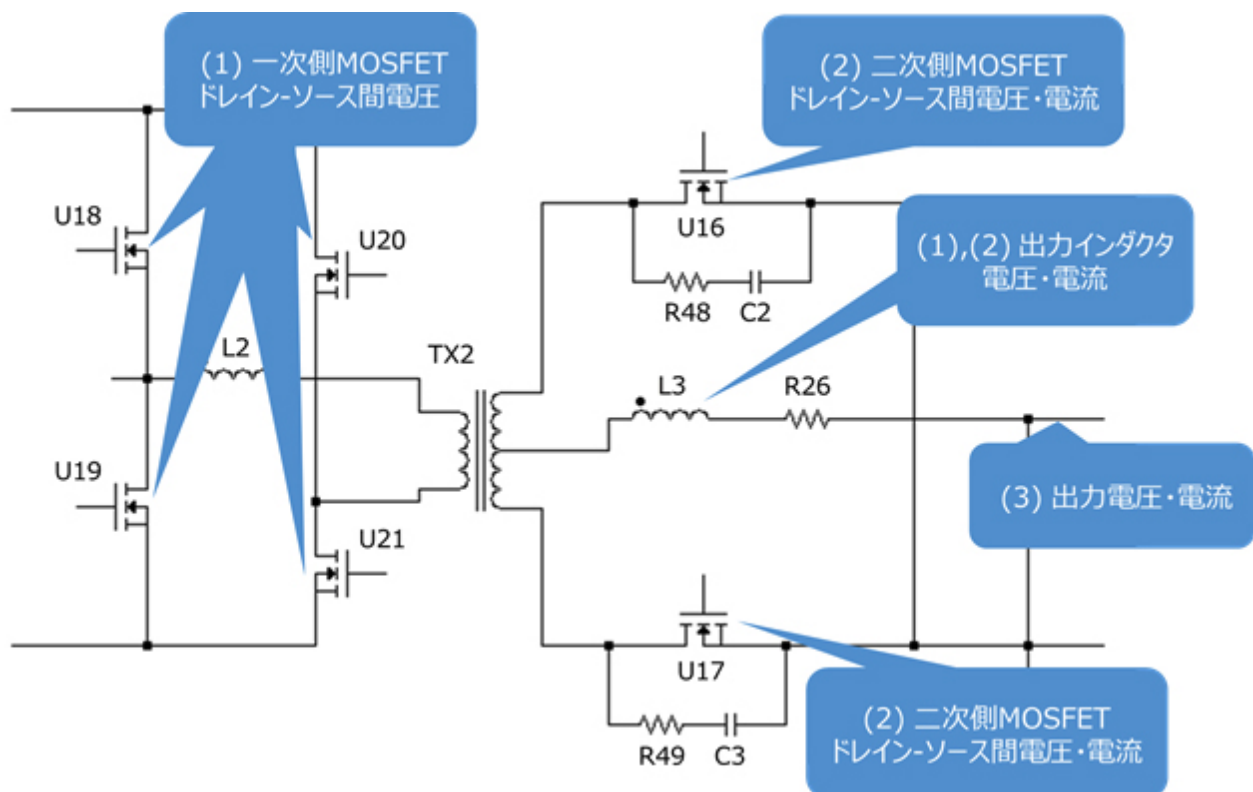 (1) 一次側MOSFET
ドレイン-ソース間電圧
(2) 二次側MOSFET
ドレイン-ソース間電圧・電流
U18
U20
U16
(1),(2) 出力インダクタ
電圧・電流
R48
C2
L2
TX2
L3
R26
U19
(3) 出力電圧・電流
U21
U17
(2) 二次側MOSFET
ドレイン-ソース間電圧・電流
R49
C3